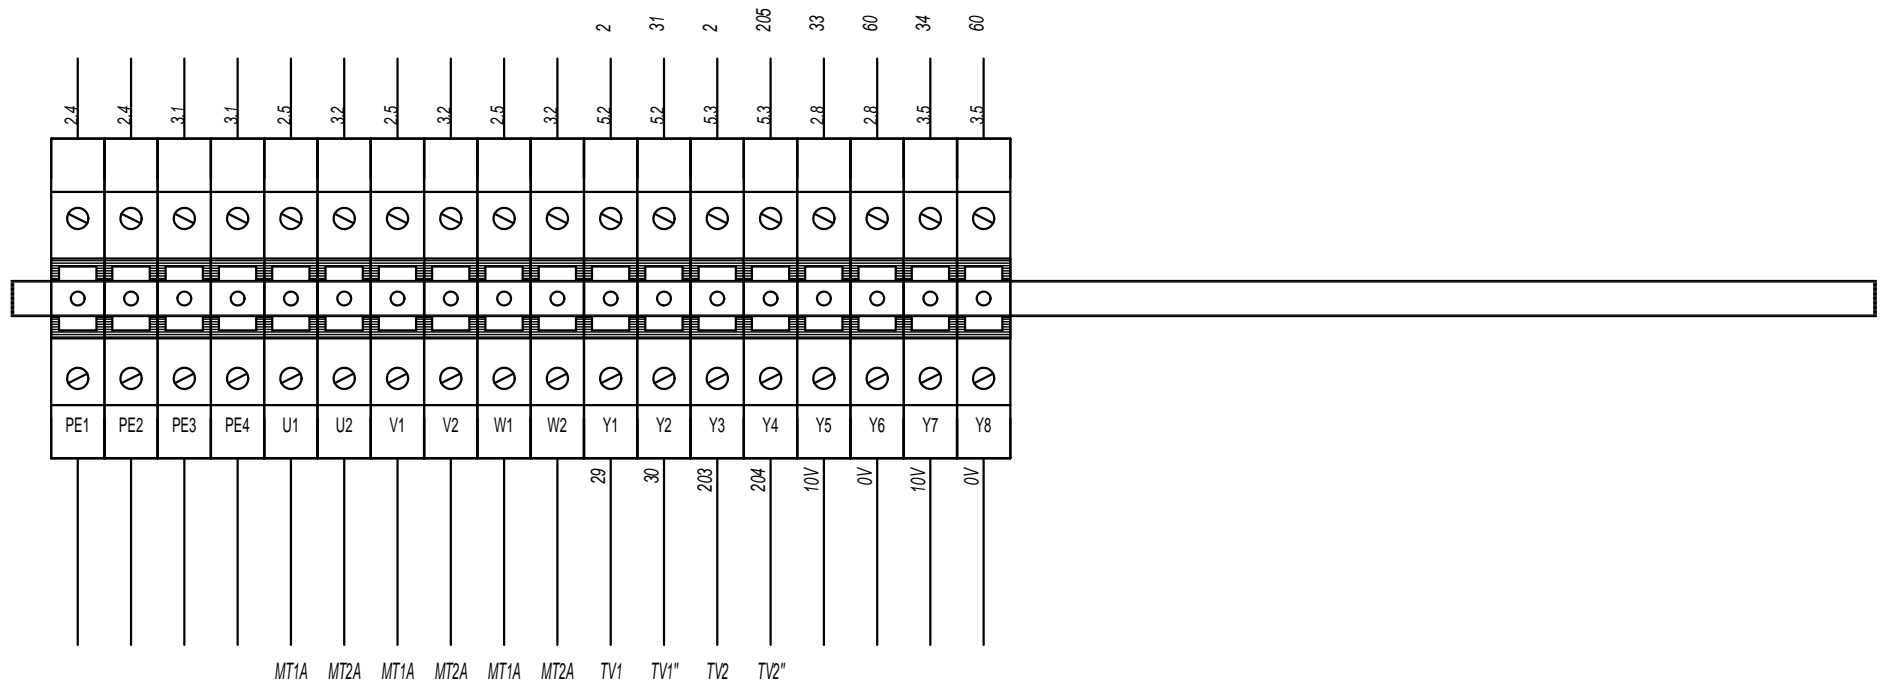 2 31 2 205 33 60 34 60
2.4 2.4 3.1 3.1 2.5 3.2 2.5 3.2 2.5 3.2 5.2 5.2 5.3 5.3 2.8 2.8 3.5 3.5
PE1 PE2 PE3 PE4 U1 U2 V1 V2 W1 W2 Y1 Y2 Y3 Y4 Y5 Y6 Y7 Y8
29 30 203 204 10V 0V 10V 0V
MT1A MT2A MT1A MT2A MT1A MT2A TV1 TV1" TV2 TV2"